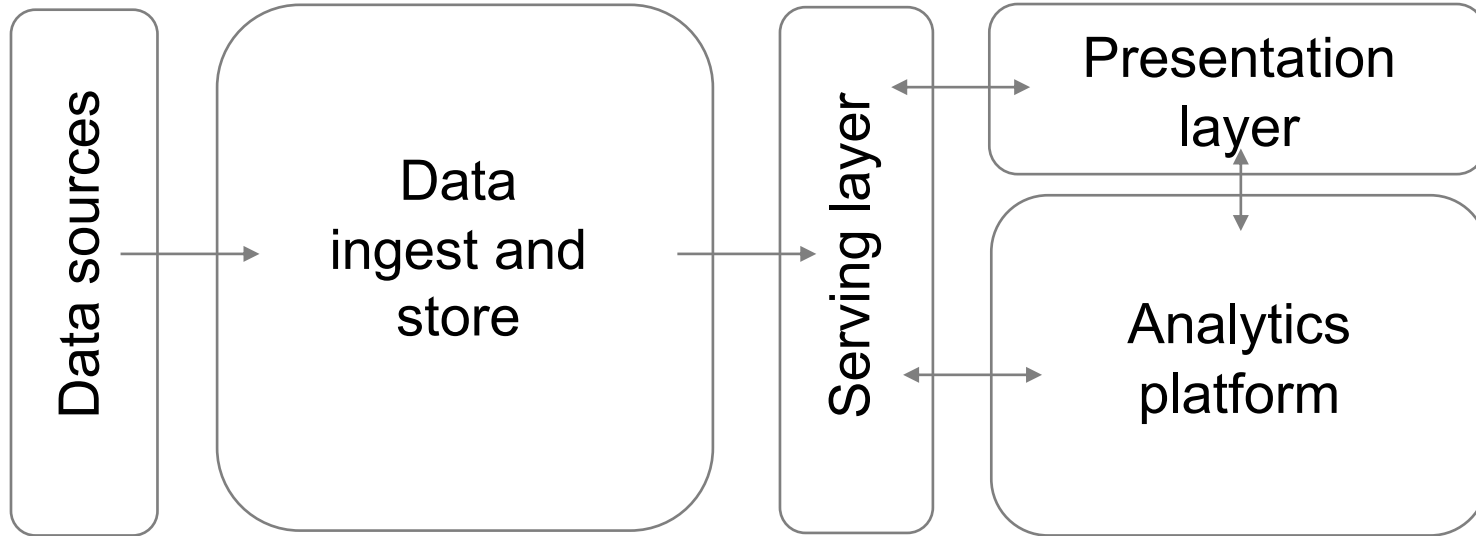 Data sources
Data
ingest and
store
Serving layer
Presentation
layer
Analytics
platform